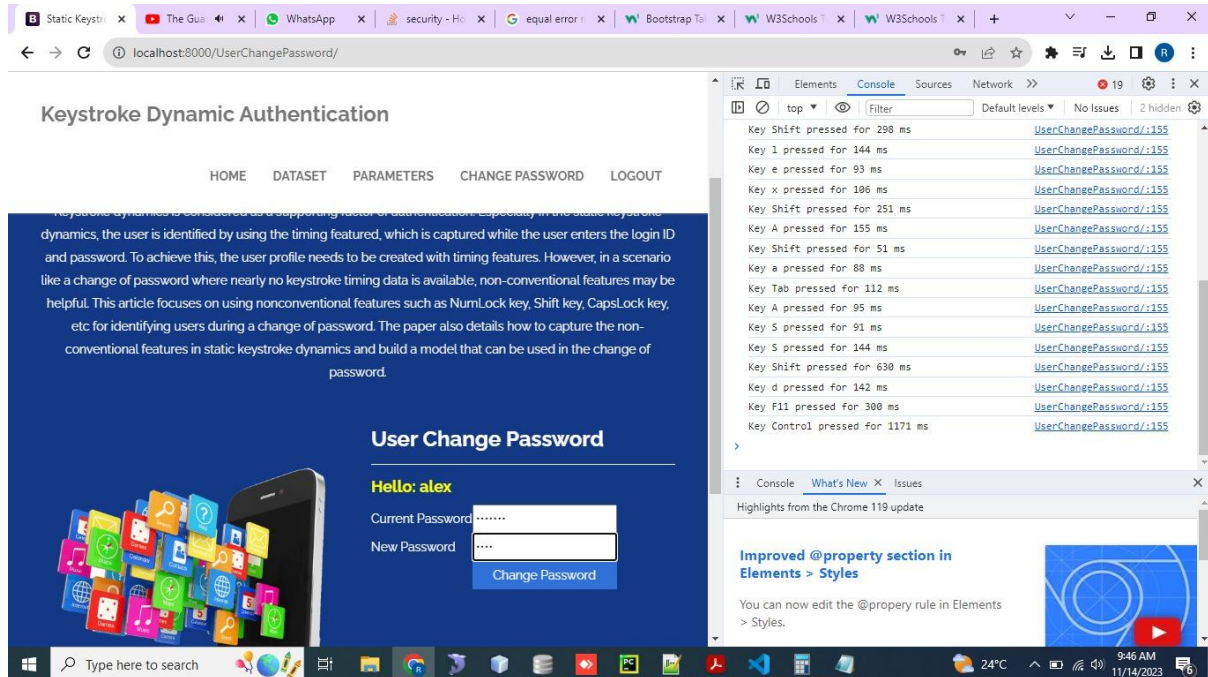 Static Keystr
The Gua
WhatsApp
security - Ho
equal error r
Bootstrap Ta
W3Schools T
W3Schools T
localhost:8000/UserChangePassword/
Keystroke Dynamic Authentication
HOME DATASET PARAMETERS CHANGE PASSWORD LOGOUT
Keystroke dynamics is considered as a supporting factor of authentication. Especially in the static keystroke
dynamics, the user is identified by using the timing featured, which is captured while the user enters the login ID
and password. To achieve this, the user profile needs to be created with timing features. However, in a scenario
like a change of password where nearly no keystroke timing data is available, non-conventional features may be
helpful. This article focuses on using nonconventional features such as NumLock key, Shift key, CapsLock key,
etc for identifying users during a change of password. The paper also details how to capture the non-
conventional features in static keystroke dynamics and build a model that can be used in the change of
password.
User Change Password
Hello: alex
Current Password .......
New Password ....
Change Password
Elements Console Sources Network 19
top Filter Default levels No Issues 2 hidden
Key Shift pressed for 298 ms UserChangePassword/:155
Key l pressed for 144 ms UserChangePassword/:155
Key e pressed for 93 ms UserChangePassword/:155
Key x pressed for 106 ms UserChangePassword/:155
Key Shift pressed for 251 ms UserChangePassword/:155
Key A pressed for 155 ms UserChangePassword/:155
Key Shift pressed for 51 ms UserChangePassword/:155
Key a pressed for 88 ms UserChangePassword/:155
Key Tab pressed for 112 ms UserChangePassword/:155
Key A pressed for 95 ms UserChangePassword/:155
Key S pressed for 91 ms UserChangePassword/:155
Key S pressed for 144 ms UserChangePassword/:155
Key Shift pressed for 630 ms UserChangePassword/:155
Key d pressed for 142 ms UserChangePassword/:155
Key F11 pressed for 300 ms UserChangePassword/:155
Key Control pressed for 1171 ms UserChangePassword/:155
Console What's New Issues
Highlights from the Chrome 119 update
Improved @property section in
Elements > Styles
You can now edit the @propery rule in Elements
> Styles.
Type here to search
24°C
9:46 AM
11/14/2023
6